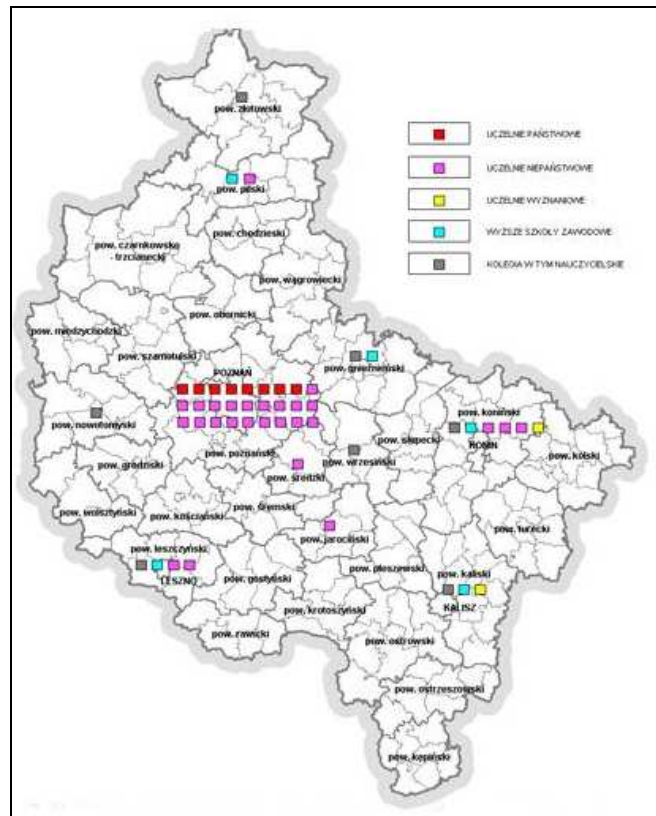 pow. złotowski
UCZELNIE PAŃSTWOWE
UCZELNIE NIEPAŃSTWOWE
pow. pilski
UCZELNIE WYZNANIOWE
pow. chodzieski
WYŻSZE SZKOŁY ZAWODOWE
pow. czarnkowsko
- trzcianecki
KOLEGIA W TYM NAUCZYCIELSKIE
pow. wągrowiecki
pow. obornicki
pow. międzychodzki
pow. szamotulski
pow. gnieźnieński
POZNAŃ
pow. nowotomyski
pow. koniński
pow. słupecki
KONIN
pow. poznański
pow. wrzesiński
pow. kolski
pow. grodziski
pow. średzki
pow. wolsztyński
pow. kościański
pow. śremski
pow. turecki
pow. jarociński
pow. leszczyński
pow. pleszewski
pow. kaliski
LESZNO
pow. gostyński
KALISZ
pow. krotoszyński
pow. rawicki
pow. ostrowski
pow. ostrzeszowski
pow. kępiński